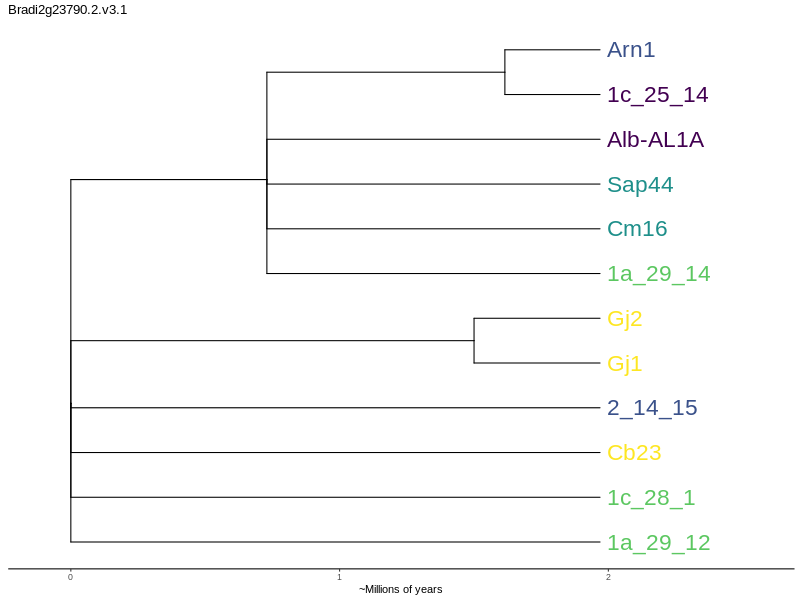 Bradi2g23790.2.v3.1
Arn1
1c_25_14
Alb-AL1A
Sap44
Cm16
1a_29_14
Gj2
Gj1
2_14_15
Cb23
1c_28_1
1a_29_12
0 1 2
~Millions of years